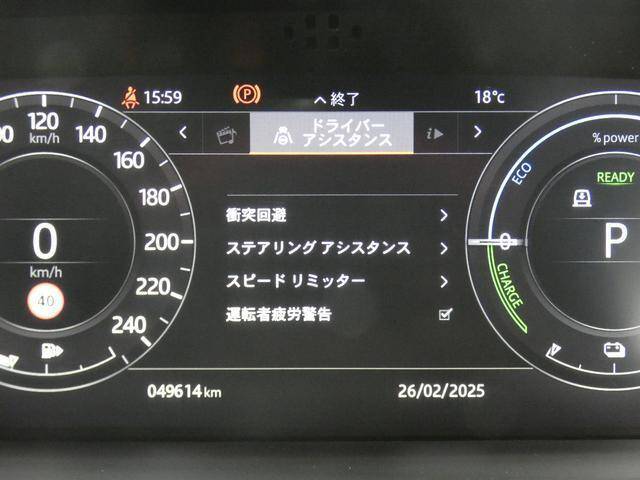 15:59
P
へ 終了
18°c
ドライバー
アシスタンス
i
120
km/h
140
160
180
200
220
240
0
km/h
40
衝突回避
ステアリング アシスタンス
スピード リミッター
運転者疲労警告
% power
READY
ECO
0
P
CHARGE
049614 km
26/02/2025